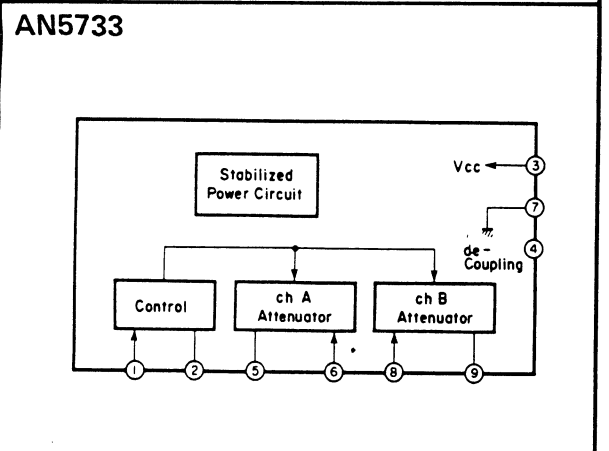 AN5733
Stabilized
Power Circuit
Vcc
3
7
de-
Coupling
4
Control
ch A
Attenuator
ch B
Attenuator
1
2
5
6
8
9